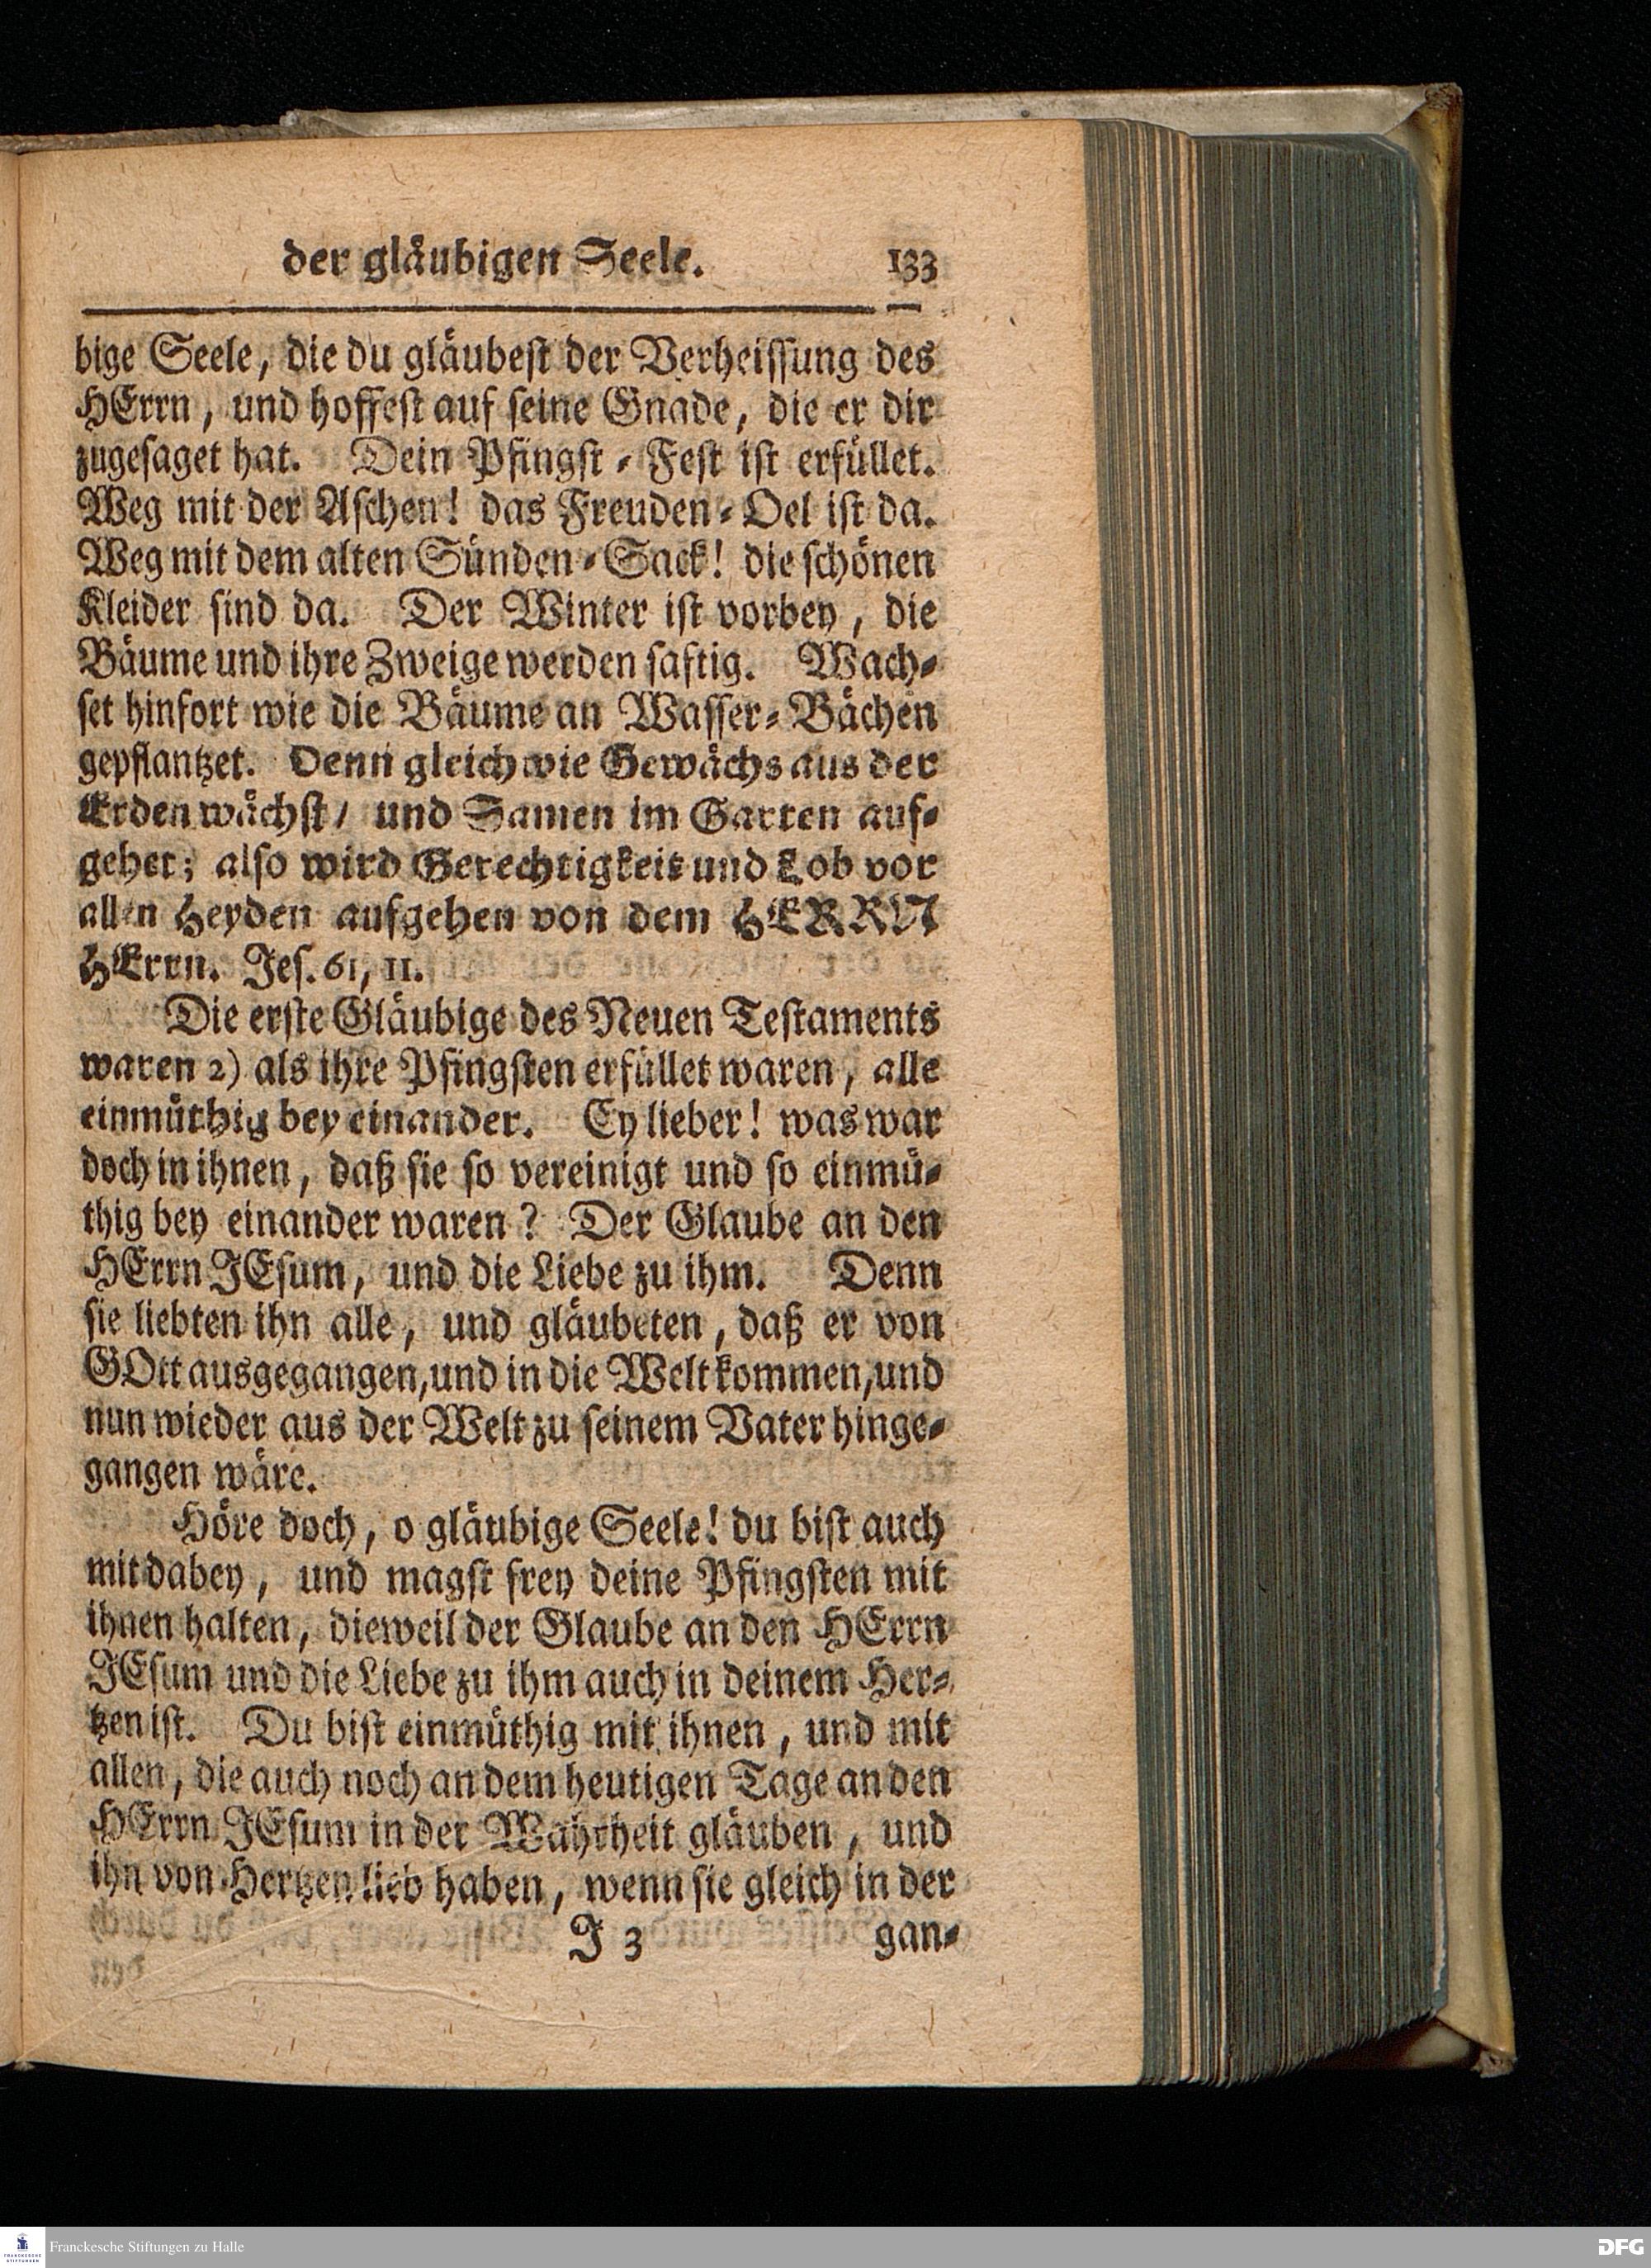 der gläubigen Seele. 133
bige Seele, die du gläubest der Verheissung des
HErrn, und hoffest auf seine Gnade, die er dir
zugesaget hat. Dein Pfingst-Fest ist erfüllet.
Weg mit der Aschen! das Freuden-Oel ist da.
Weg mit dem alten Sünden-Sack! die schönen
Kleider sind da. Der Winter ist vorbey, die
Bäume und ihre Zweige werden saftig. Wach-
set hinfort wie die Bäume an Wasser-Bächen
gepflantzet. Denn gleich wie Gewächs aus der
Erden wächst/ und Samen im Garten auf-
gehet; also wird Gerechtigkeit und Lob vor
allen Heyden aufgehen von dem HERRN
HErrn. Jes. 61, 11.
Die erste Gläubige des Neuen Testaments
waren 2) als ihre Pfingsten erfüllet waren, alle
einmüthig bey einander. Ey lieber! was war
doch in ihnen, daß sie so vereinigt und so einmü-
thig bey einander waren? Der Glaube an den
HErrn JEsum, und die Liebe zu ihm. Denn
sie liebten ihn alle, und gläubeten, daß er von
GOtt ausgegangen, und in die Welt kommen, und
nun wieder aus der Welt zu seinem Vater hinge-
gangen wäre.
Höre doch, o gläubige Seele! du bist auch
mit dabey, und magst frey deine Pfingsten mit
ihnen halten, dieweil der Glaube an den HErrn
JEsum und die Liebe zu ihm auch in deinem Her-
tzen ist. Du bist einmüthig mit ihnen, und mit
allen, die auch noch an dem heutigen Tage an den
HErrn JEsum in der Wahrheit gläuben, und
ihn von Hertzen lieb haben, wenn sie gleich in der
J 3 gan-
Franckesche Stiftungen zu Halle
DFG